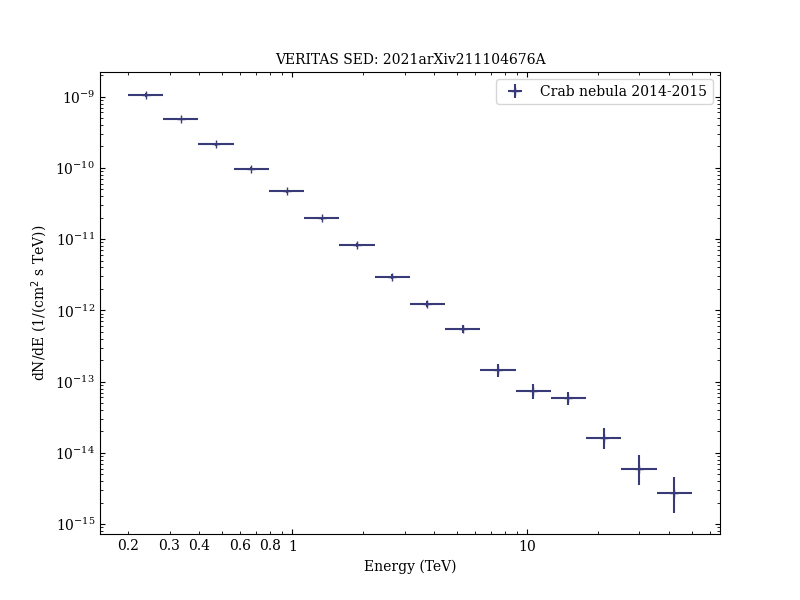 VERITAS SED: 2021arXiv211104676A
Crab nebula 2014-2015
dN/dE (1/(cm² s TeV))
10⁻⁹
10⁻¹⁰
10⁻¹¹
10⁻¹²
10⁻¹³
10⁻¹⁴
10⁻¹⁵
0.2 0.3 0.4 0.6 0.8 1 10
Energy (TeV)